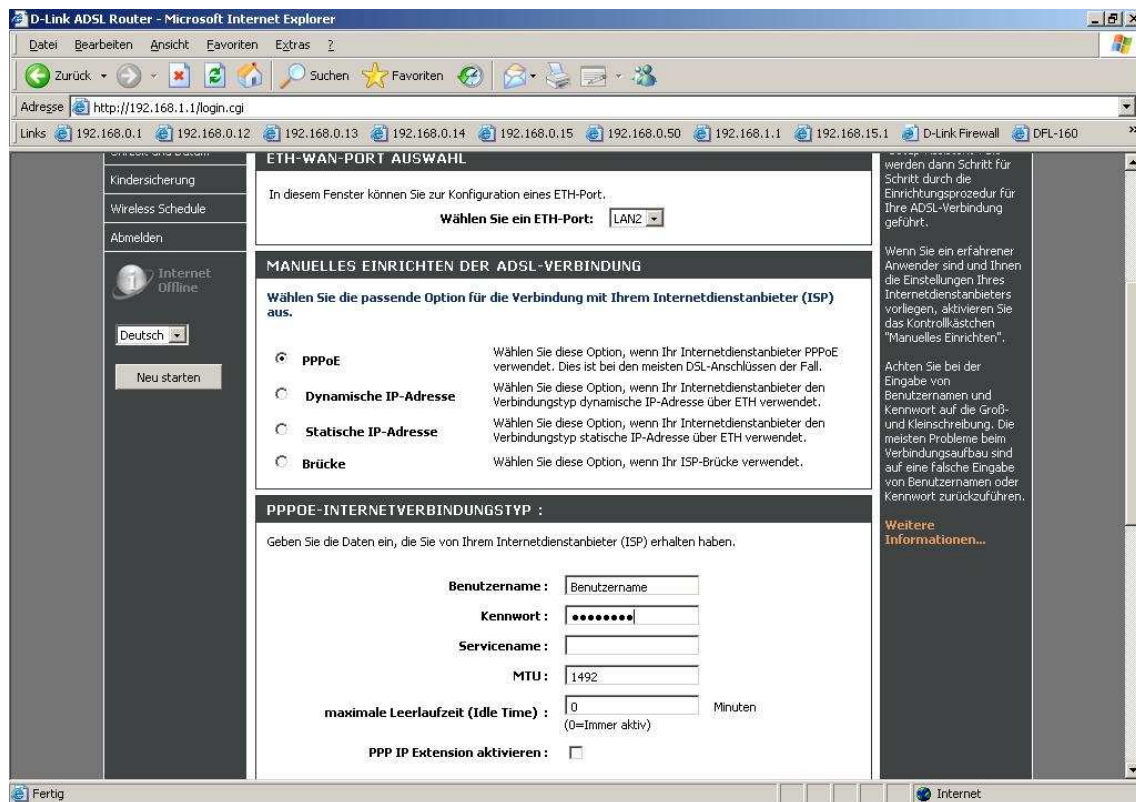 D-Link ADSL Router - Microsoft Internet Explorer
Datei Bearbeiten Ansicht Favoriten Extras ?
Zurück Suchen Favoriten
Adresse http://192.168.1.1/login.cgi
Links 192.168.0.1 192.168.0.12 192.168.0.13 192.168.0.14 192.168.0.15 192.168.0.50 192.168.1.1 192.168.15.1 D-Link Firewall DFL-160 »
Kindersicherung
Wireless Schedule
Abmelden
Internet
Offline
Deutsch
Neu starten
ETH-WAN-PORT AUSWAHL
In diesem Fenster können Sie zur Konfiguration eines ETH-Port.
Wählen Sie ein ETH-Port: LAN2
MANUELLES EINRICHTEN DER ADSL-VERBINDUNG
Wählen Sie die passende Option für die Verbindung mit Ihrem Internetdienstanbieter (ISP)
aus.
PPPoE
Wählen Sie diese Option, wenn Ihr Internetdienstanbieter PPPoE
verwendet. Dies ist bei den meisten DSL-Anschlüssen der Fall.
Dynamische IP-Adresse
Wählen Sie diese Option, wenn Ihr Internetdienstanbieter den
Verbindungstyp dynamische IP-Adresse über ETH verwendet.
Statische IP-Adresse
Wählen Sie diese Option, wenn Ihr Internetdienstanbieter den
Verbindungstyp statische IP-Adresse über ETH verwendet.
Brücke
Wählen Sie diese Option, wenn Ihr ISP-Brücke verwendet.
PPPOE-INTERNETVERBINDUNGSTYP :
Geben Sie die Daten ein, die Sie von Ihrem Internetdienstanbieter (ISP) erhalten haben.
Benutzername : Benutzername
Kennwort : ●●●●●●●●
Servicename :
MTU : 1492
maximale Leerlaufzeit (Idle Time) : 0 Minuten
(0=Immer aktiv)
PPP IP Extension aktivieren :
werden dann Schritt für
Schritt durch die
Einrichtungsprozedur für
Ihre ADSL-Verbindung
geführt.
Wenn Sie ein erfahrener
Anwender sind und Ihnen
die Einstellungen Ihres
Internetdienstanbieters
vorliegen, aktivieren Sie
das Kontrollkästchen
"Manuelles Einrichten".
Achten Sie bei der
Eingabe von
Benutzernamen und
Kennwort auf die Groß-
und Kleinschreibung. Die
meisten Probleme beim
Verbindungsaufbau sind
auf eine falsche Eingabe
von Benutzernamen oder
Kennwort zurückzuführen.
Weitere
Informationen...
Fertig
Internet